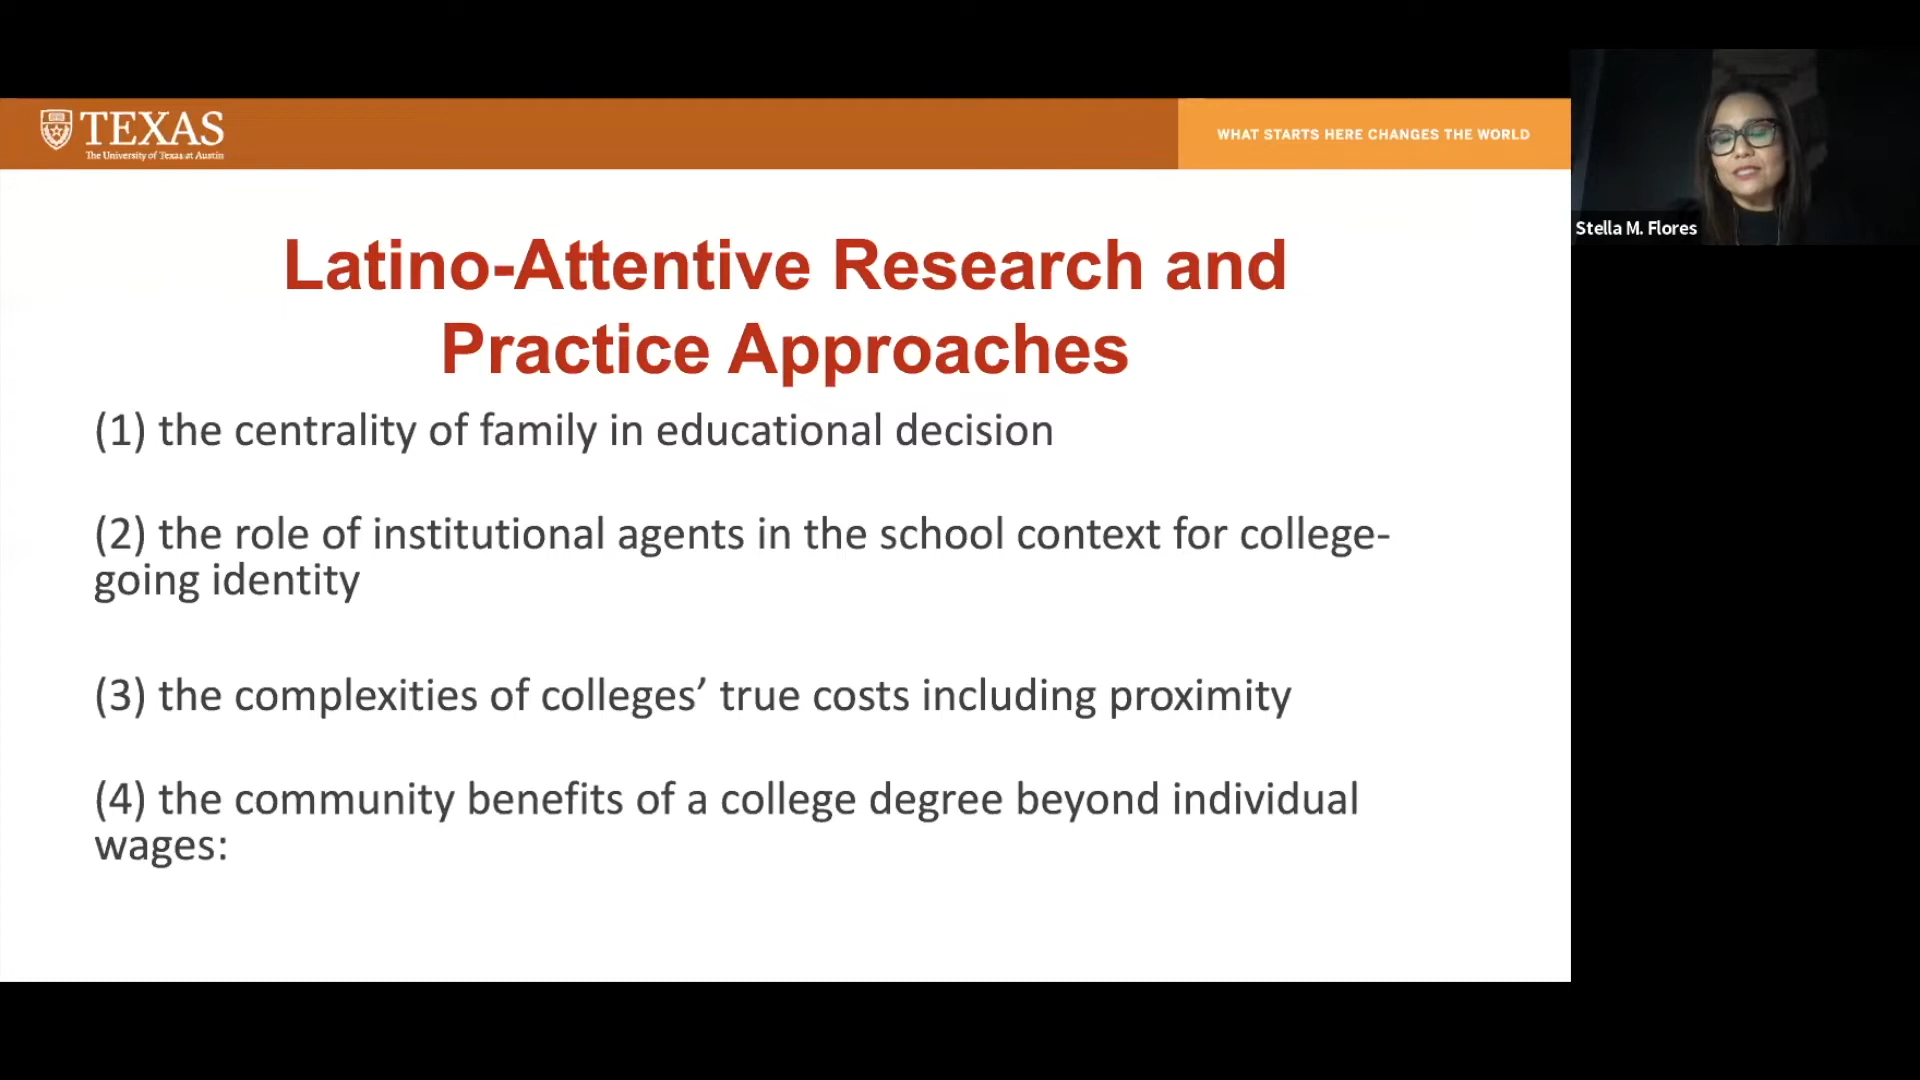 TEXAS
The University of Texas at Austin
WHAT STARTS HERE CHANGES THE WORLD
Stella M. Flores
Latino-Attentive Research and
Practice Approaches
(1) the centrality of family in educational decision
(2) the role of institutional agents in the school context for college-
going identity
(3) the complexities of colleges’ true costs including proximity
(4) the community benefits of a college degree beyond individual
wages: